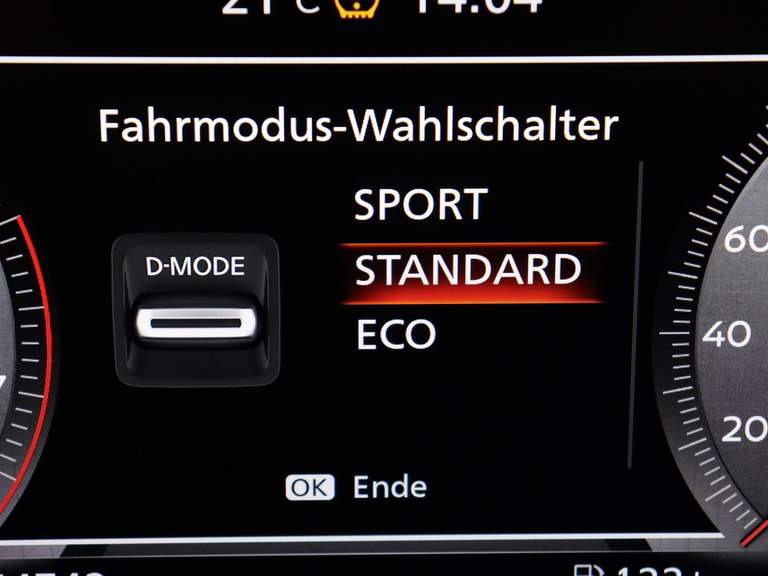 Fahrmodus-Wahlschalter
SPORT
D-MODE
STANDARD
ECO
OK Ende
60
40
20